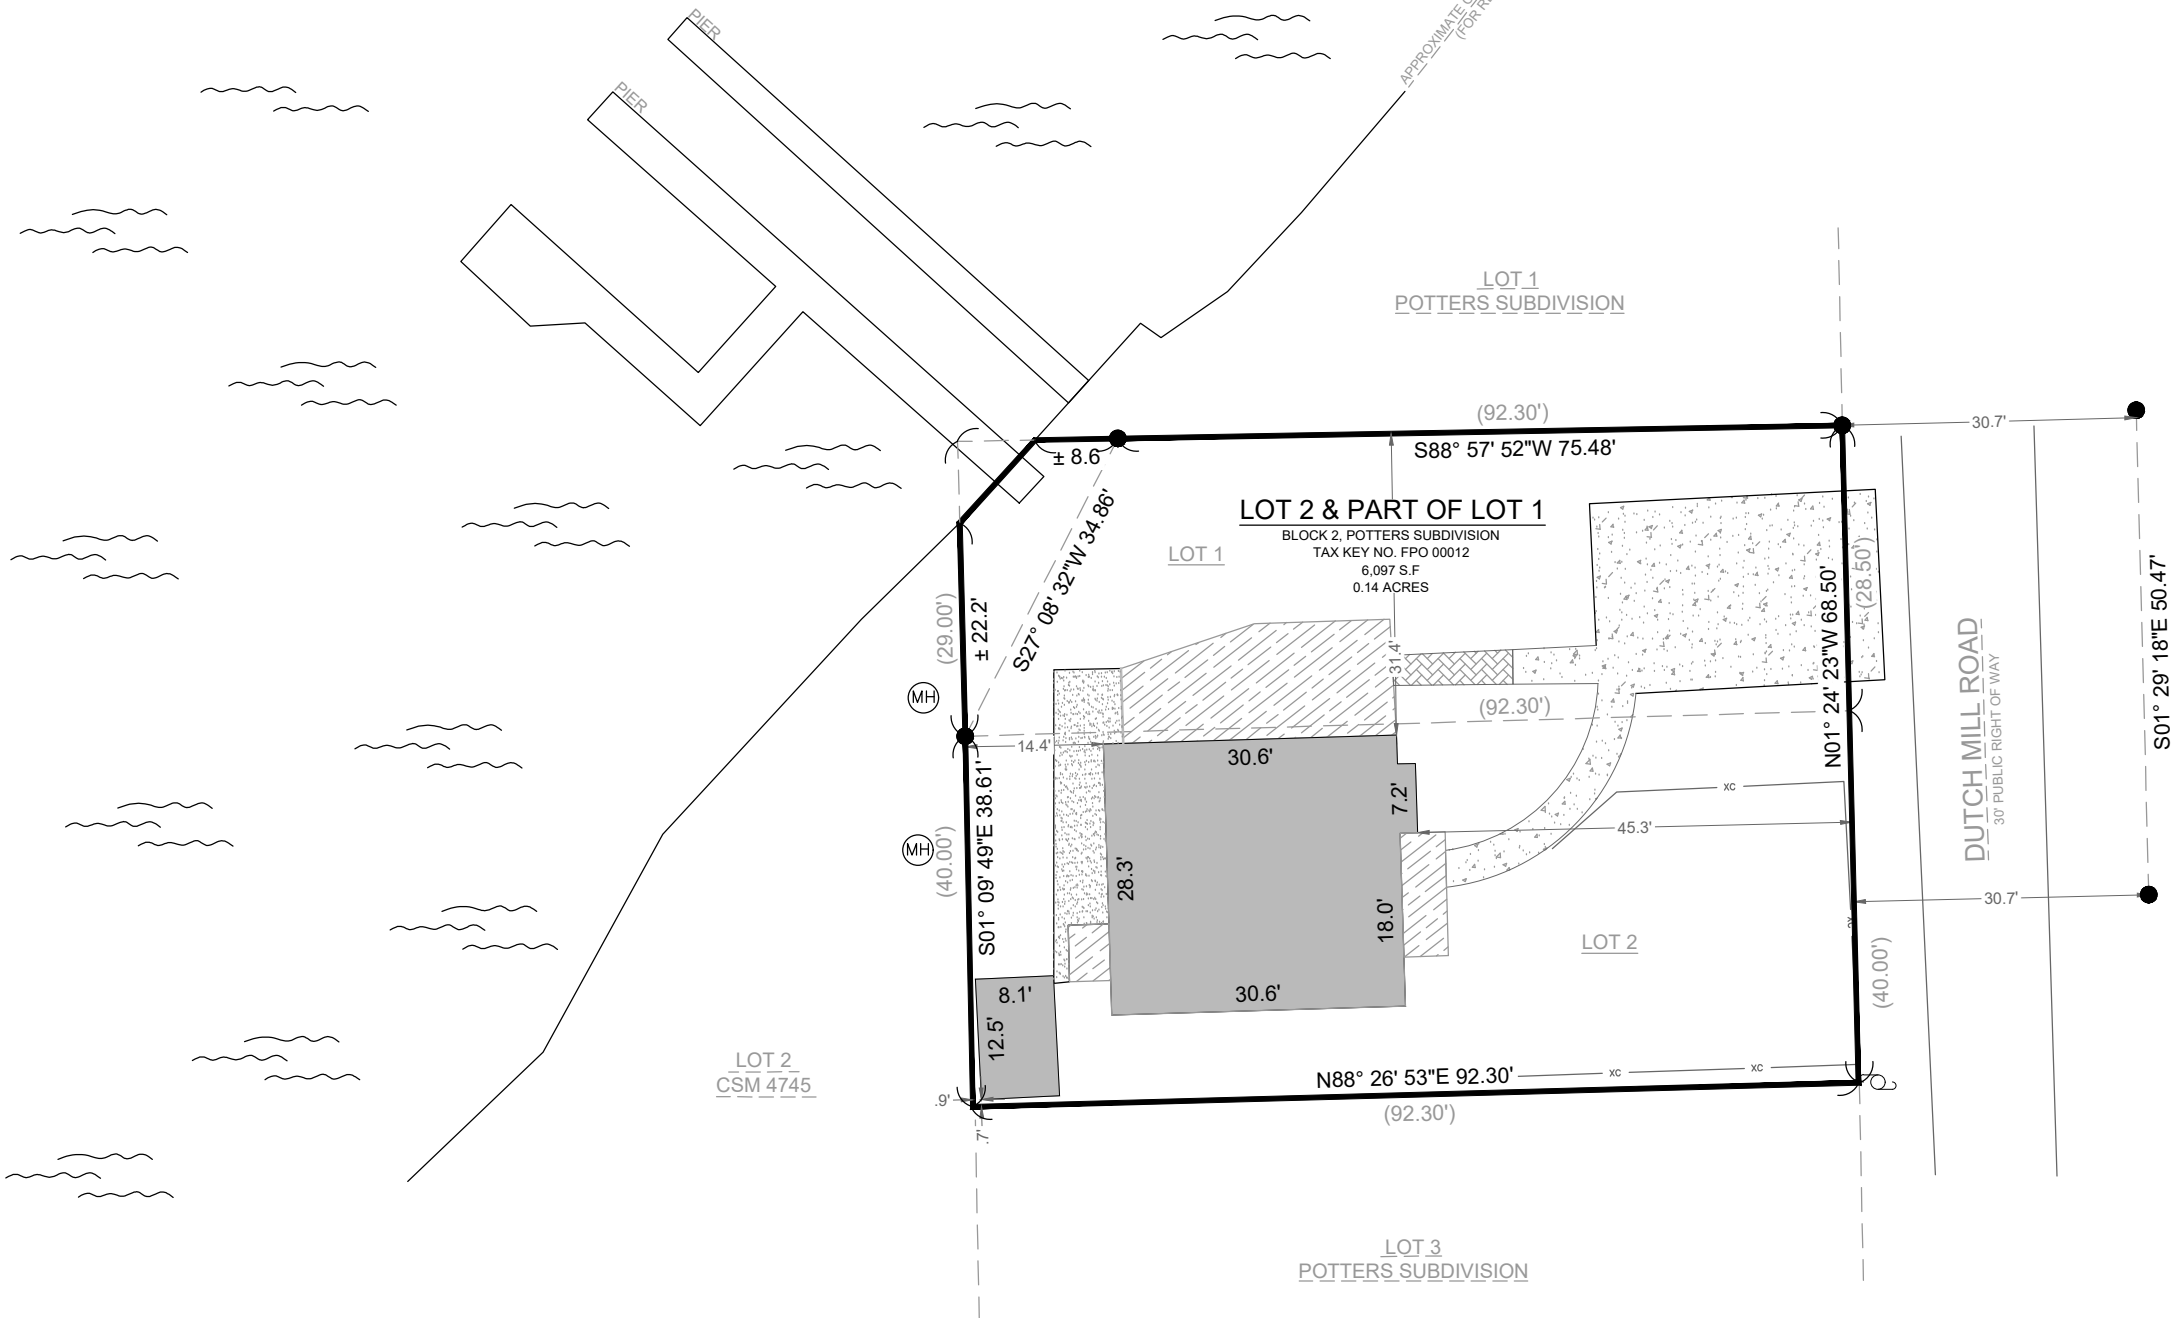 PIER
PIER
APPROXIMATE
(FOR
LOT 1
POTTERS SUBDIVISION
(92.30')
30.7'
± 8.6
S88° 57' 52"W 75.48'
LOT 2 & PART OF LOT 1
BLOCK 2, POTTERS SUBDIVISION
TAX KEY NO. FPO 00012
6,097 S.F
0.14 ACRES
LOT 1
S27° 08' 32"W 34.86'
(29.00')
± 22.2'
N01° 24' 23"W 68.50'
(28.50')
S01° 29' 18"E 50.47'
DUTCH MILL ROAD
30' PUBLIC RIGHT OF WAY
31.4'
MH
(92.30')
14.4'
30.6'
7.2'
xc
45.3'
MH
(40.00')
S01° 09' 49"E 38.61'
28.3'
18.0'
xc
30.7'
LOT 2
(40.00')
8.1'
30.6'
12.5'
LOT 2
CSM 4745
N88° 26' 53"E 92.30'
xc
xc
.9'
(92.30')
.7'
LOT 3
POTTERS SUBDIVISION